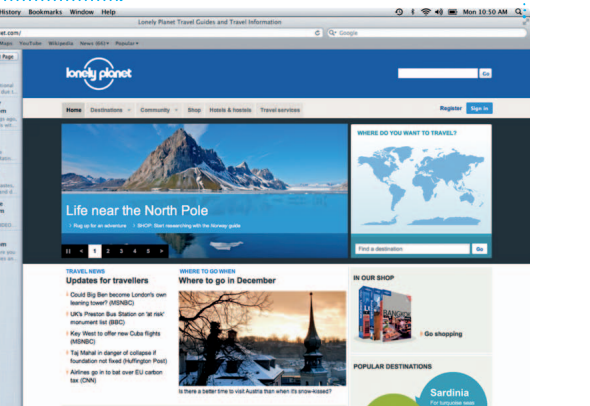 History Bookmarks Window Help
Mon 10:50 AM
Lonely Planet Travel Guides and Travel Information
et.com/
Google
Maps YouTube Wikipedia News (64) Popular
Page
lonely planet
Go
Home Destinations Community Shop Hotels & hostels Travel services
Register Sign in
WHERE DO YOU WANT TO TRAVEL?
Life near the North Pole
Rug up for an adventure SHOP: Start researching with the Norway guide
1 2 3 4 5
Find a destination Go
TRAVEL NEWS
Updates for travellers
Could Big Ben become London's own
leaning tower? (MSNBC)
UK's Preston Bus Station on 'at risk'
monument list (BBC)
Key West to offer new Cuba flights
(MSNBC)
Taj Mahal in danger of collapse if
foundation not fixed (Huffington Post)
Airlines go in to bat over EU carbon
tax (CNN)
WHERE TO GO WHEN
Where to go in December
Is there a better time to visit Austria than when it's snow-kissed?
IN OUR SHOP
BANGKOK
Go shopping
POPULAR DESTINATIONS
Sardinia
For turquoise seas